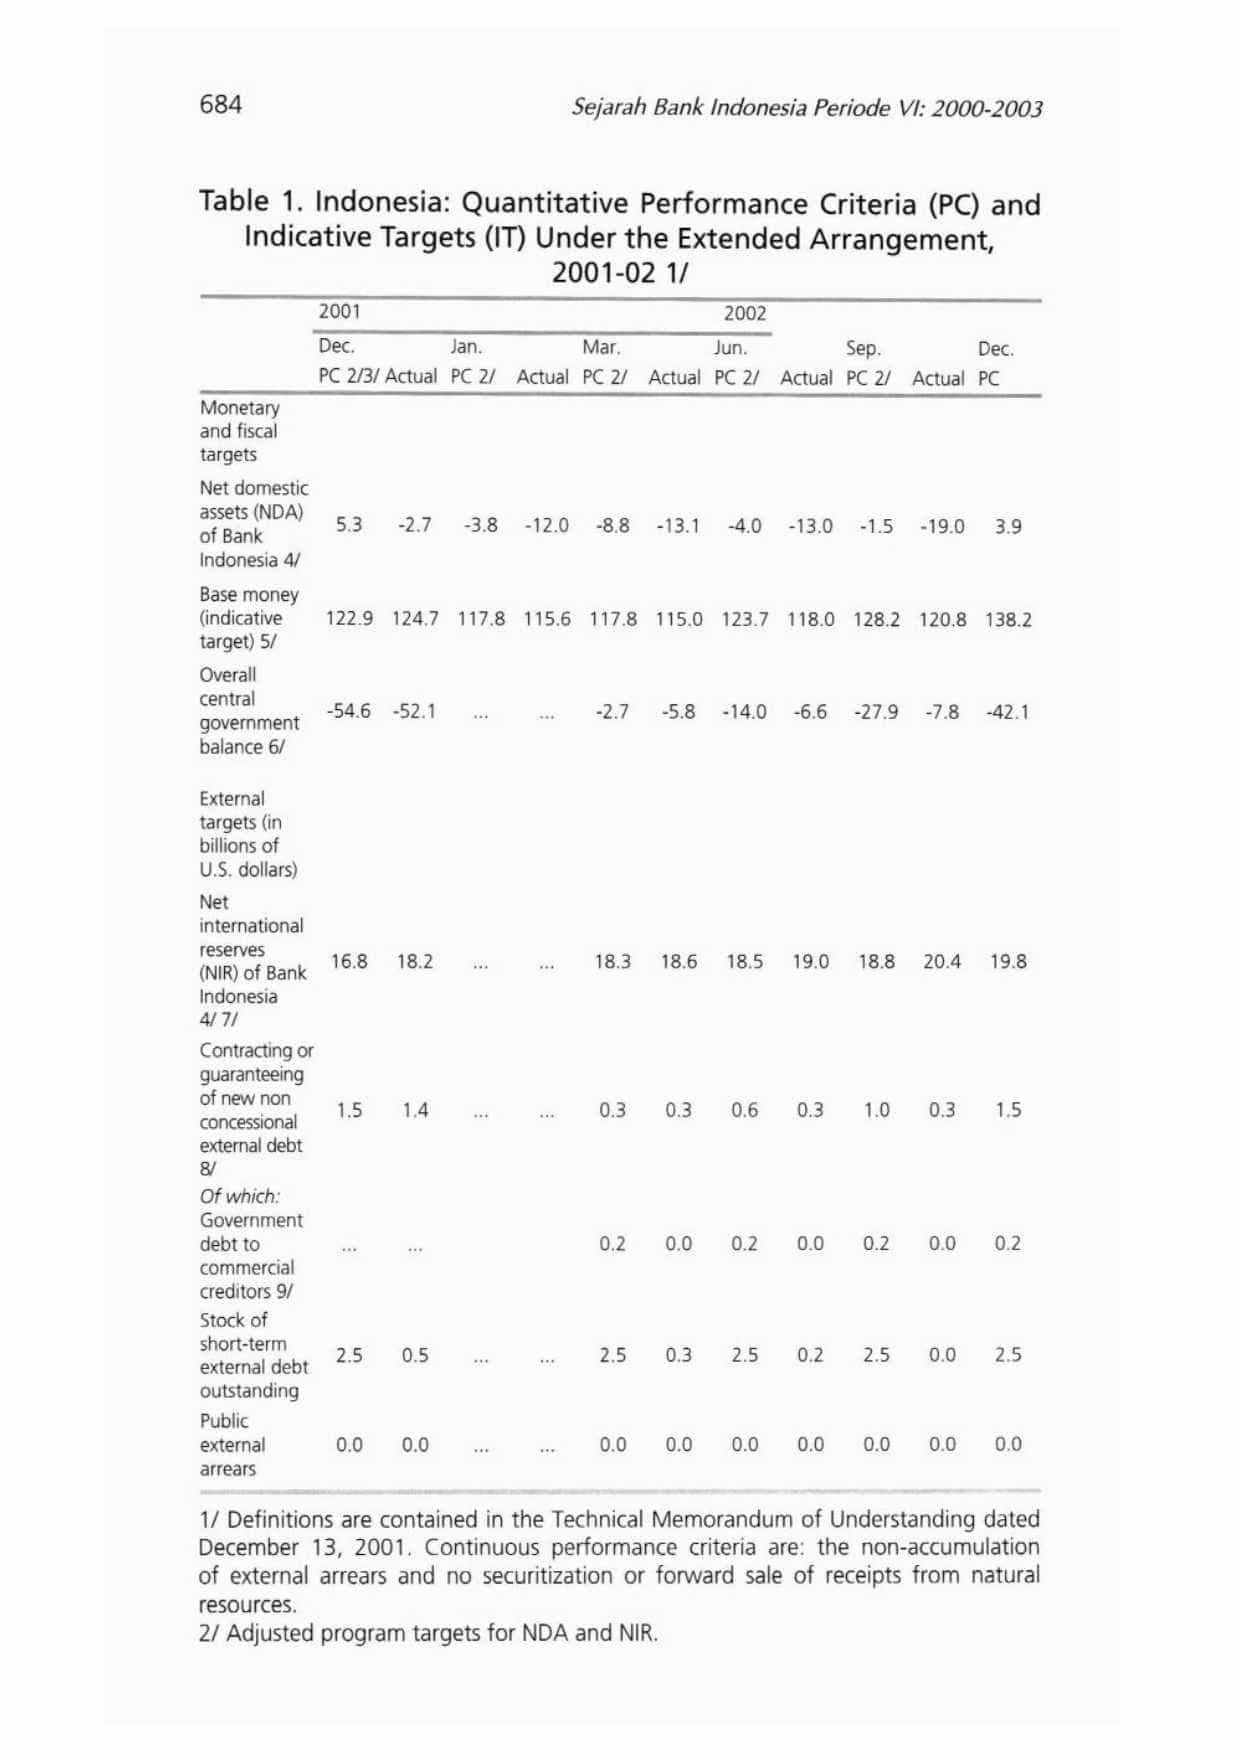 684
Sejarah Bank Indonesia Periode VI: 2000-2003
Table 1. Indonesia: Quantitative Performance Criteria (PC) and
Indicative Targets (IT) Under the Extended Arrangement,
2001-02 1/
2001 2002
Dec. Jan. Mar. Jun. Sep. Dec.
PC 2/3/ Actual PC 2/ Actual PC 2/ Actual PC 2/ Actual PC 2/ Actual PC
Monetary
and fiscal
targets
Net domestic
assets (NDA)
of Bank
Indonesia 4/
5.3 -2.7 -3.8 -12.0 -8.8 -13.1 -4.0 -13.0 -1.5 -19.0 3.9
Base money
(indicative
target) 5/
122.9 124.7 117.8 115.6 117.8 115.0 123.7 118.0 128.2 120.8 138.2
Overall
central
government
balance 6/
-54.6 -52.1 ... ... -2.7 -5.8 -14.0 -6.6 -27.9 -7.8 -42.1
External
targets (in
billions of
U.S. dollars)
Net
international
reserves
(NIR) of Bank
Indonesia
4/ 7/
16.8 18.2 ... ... 18.3 18.6 18.5 19.0 18.8 20.4 19.8
Contracting or
guaranteeing
of new non
concessional
external debt
8/
1.5 1.4 ... ... 0.3 0.3 0.6 0.3 1.0 0.3 1.5
Of which:
Government
debt to
commercial
creditors 9/
... ... 0.2 0.0 0.2 0.0 0.2 0.0 0.2
Stock of
short-term
external debt
outstanding
2.5 0.5 ... ... 2.5 0.3 2.5 0.2 2.5 0.0 2.5
Public
external
arrears
0.0 0.0 ... ... 0.0 0.0 0.0 0.0 0.0 0.0 0.0
1/ Definitions are contained in the Technical Memorandum of Understanding dated
December 13, 2001. Continuous performance criteria are: the non-accumulation
of external arrears and no securitization or forward sale of receipts from natural
resources.
2/ Adjusted program targets for NDA and NIR.